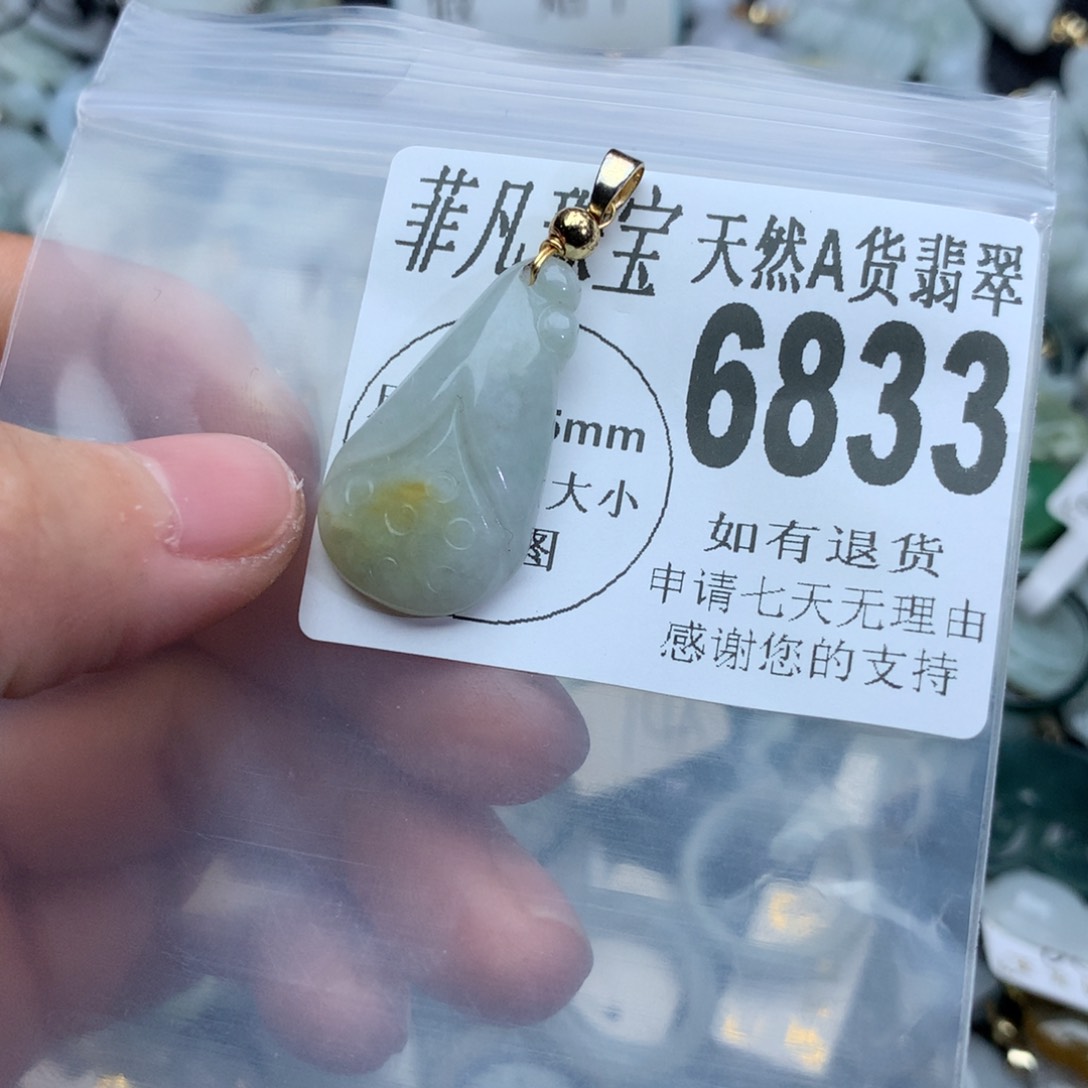 菲凡珠宝 天然A货翡翠
6833
5mm
大小
图
如有退货
申请七天无理由
感谢您的支持